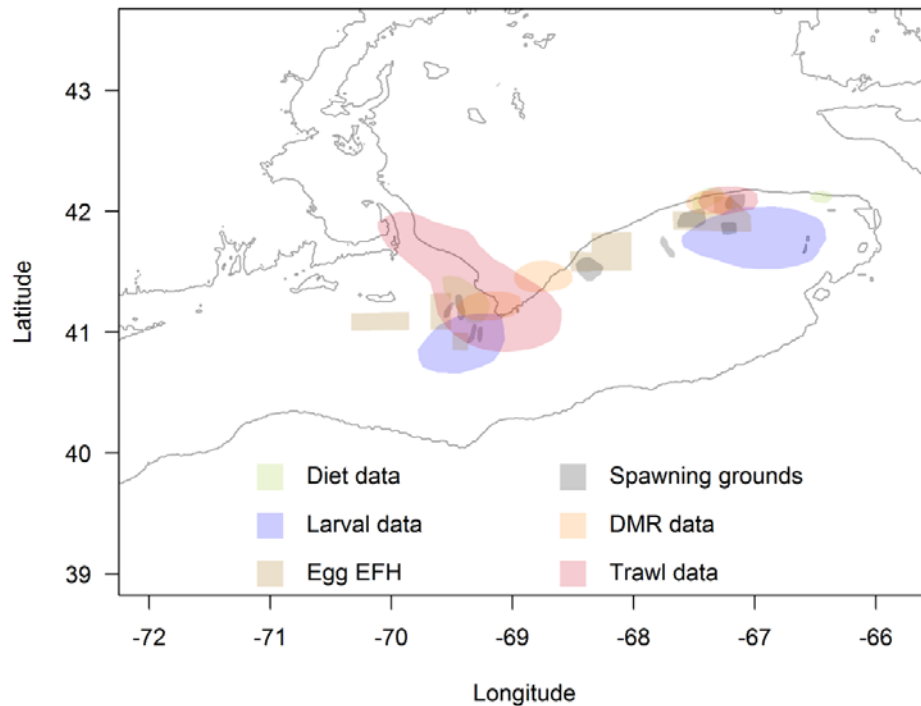 43
42
41
40
39
Latitude
Diet data
Spawning grounds
Larval data
DMR data
Egg EFH
Trawl data
-72 -71 -70 -69 -68 -67 -66
Longitude